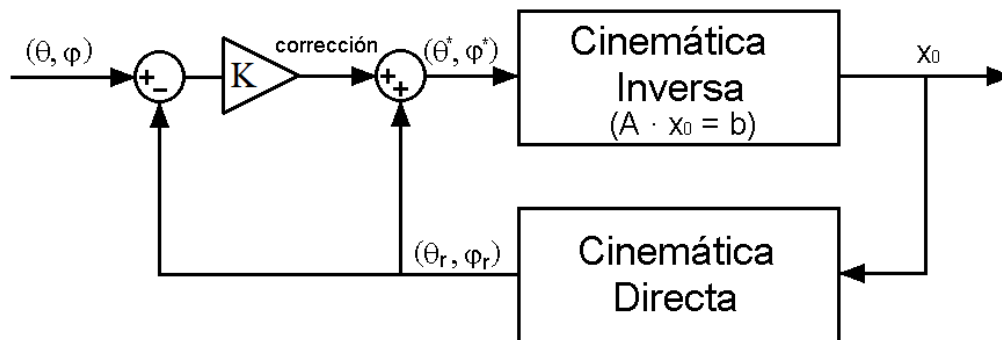 (θ, φ)
+
−
K
corrección
+
+
(θ*, φ*)
Cinemática
Inversa
(A · x₀ = b)
x₀
(θr, φr)
Cinemática
Directa